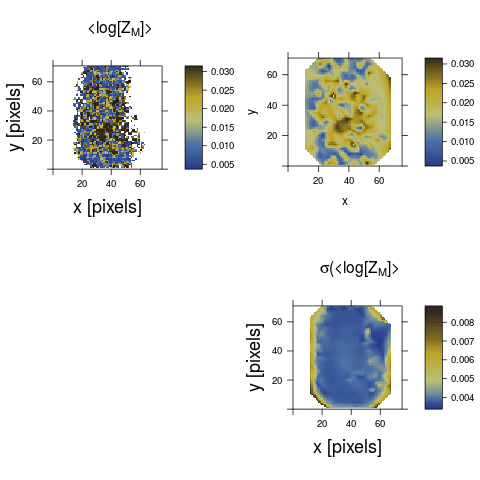 <log[Z_M]>
60
40
20
20 40 60
y [pixels]
x [pixels]
0.030
0.025
0.020
0.015
0.010
0.005
60
40
20
20 40 60
y
x
0.030
0.025
0.020
0.015
0.010
0.005
σ(<log[Z_M]>
60
40
20
20 40 60
y [pixels]
x [pixels]
0.008
0.007
0.006
0.005
0.004